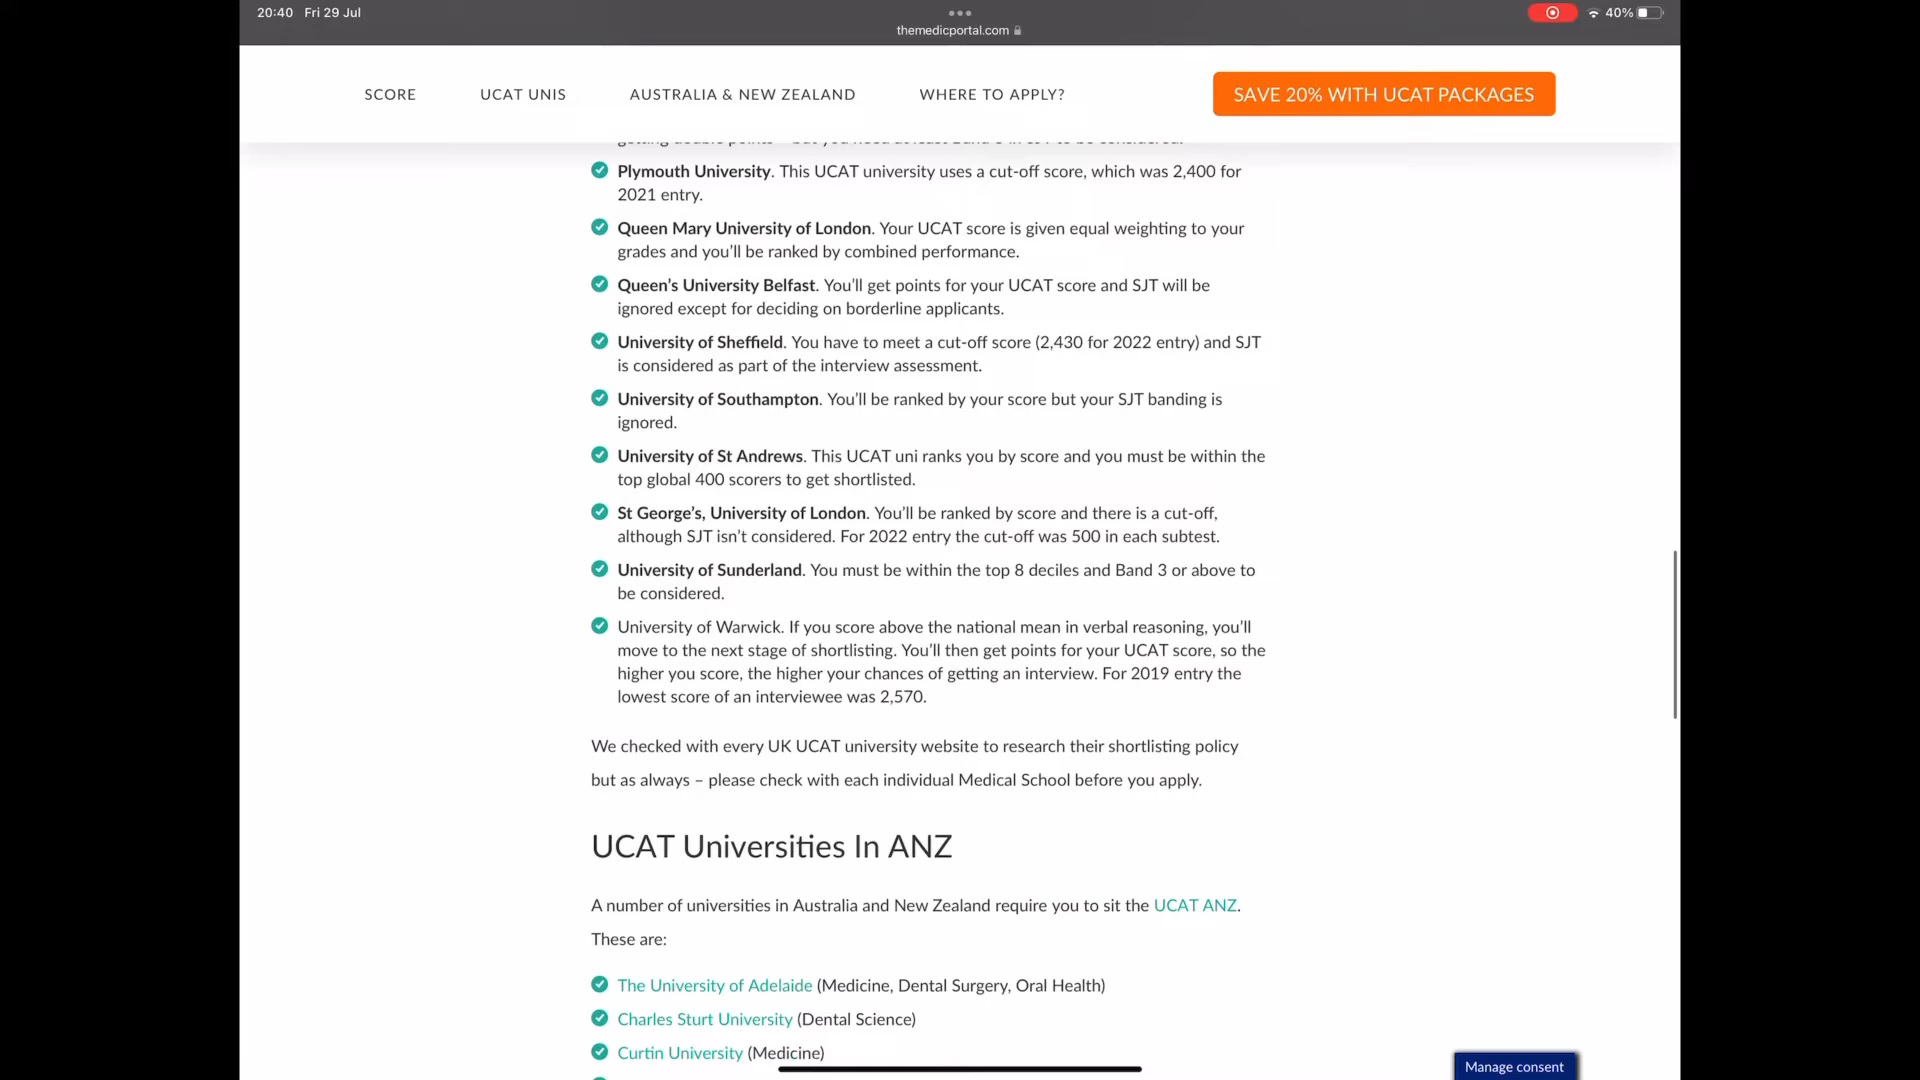 20:40 Fri 29 Jul
40%
themedicportal.com
SCORE
UCAT UNIS
AUSTRALIA & NEW ZEALAND
WHERE TO APPLY?
SAVE 20% WITH UCAT PACKAGES
Plymouth University. This UCAT university uses a cut-off score, which was 2,400 for
2021 entry.
Queen Mary University of London. Your UCAT score is given equal weighting to your
grades and you’ll be ranked by combined performance.
Queen’s University Belfast. You’ll get points for your UCAT score and SJT will be
ignored except for deciding on borderline applicants.
University of Sheffield. You have to meet a cut-off score (2,430 for 2022 entry) and SJT
is considered as part of the interview assessment.
University of Southampton. You’ll be ranked by your score but your SJT banding is
ignored.
University of St Andrews. This UCAT uni ranks you by score and you must be within the
top global 400 scorers to get shortlisted.
St George’s, University of London. You’ll be ranked by score and there is a cut-off,
although SJT isn’t considered. For 2022 entry the cut-off was 500 in each subtest.
University of Sunderland. You must be within the top 8 deciles and Band 3 or above to
be considered.
University of Warwick. If you score above the national mean in verbal reasoning, you’ll
move to the next stage of shortlisting. You’ll then get points for your UCAT score, so the
higher you score, the higher your chances of getting an interview. For 2019 entry the
lowest score of an interviewee was 2,570.
We checked with every UK UCAT university website to research their shortlisting policy
but as always – please check with each individual Medical School before you apply.
UCAT Universities In ANZ
A number of universities in Australia and New Zealand require you to sit the UCAT ANZ.
These are:
The University of Adelaide (Medicine, Dental Surgery, Oral Health)
Charles Sturt University (Dental Science)
Curtin University (Medicine)
Manage consent